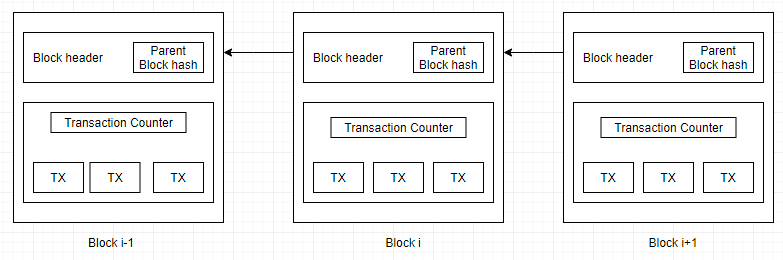 Block header
Parent
Block hash
Transaction Counter
TX TX TX
Block i-1
Block header
Parent
Block hash
Transaction Counter
TX TX TX
Block i
Block header
Parent
Block hash
Transaction Counter
TX TX TX
Block i+1